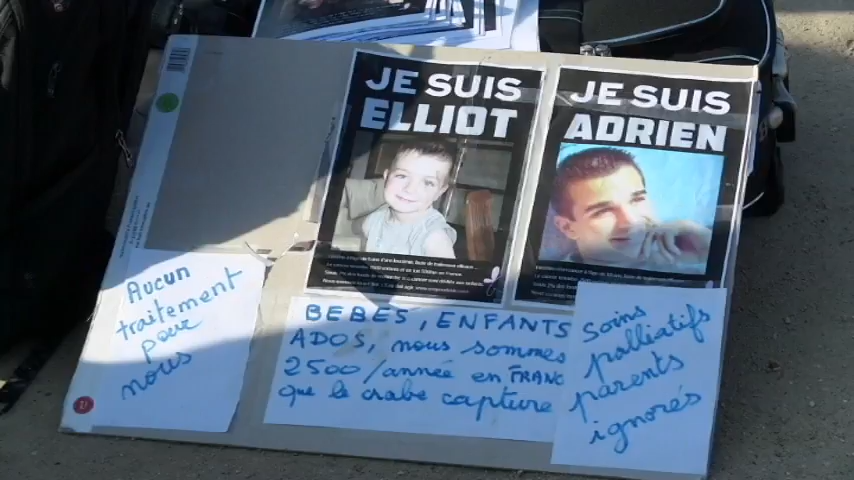 JE SUIS
ELLIOT
JE SUIS
ADRIEN
Aucun
traitement
pour
nous
BEBES, ENFANTS
ADOS, nous sommes
2500/année en FRANC
que le crabe capture
Soins
palliatifs
parents
ignorés